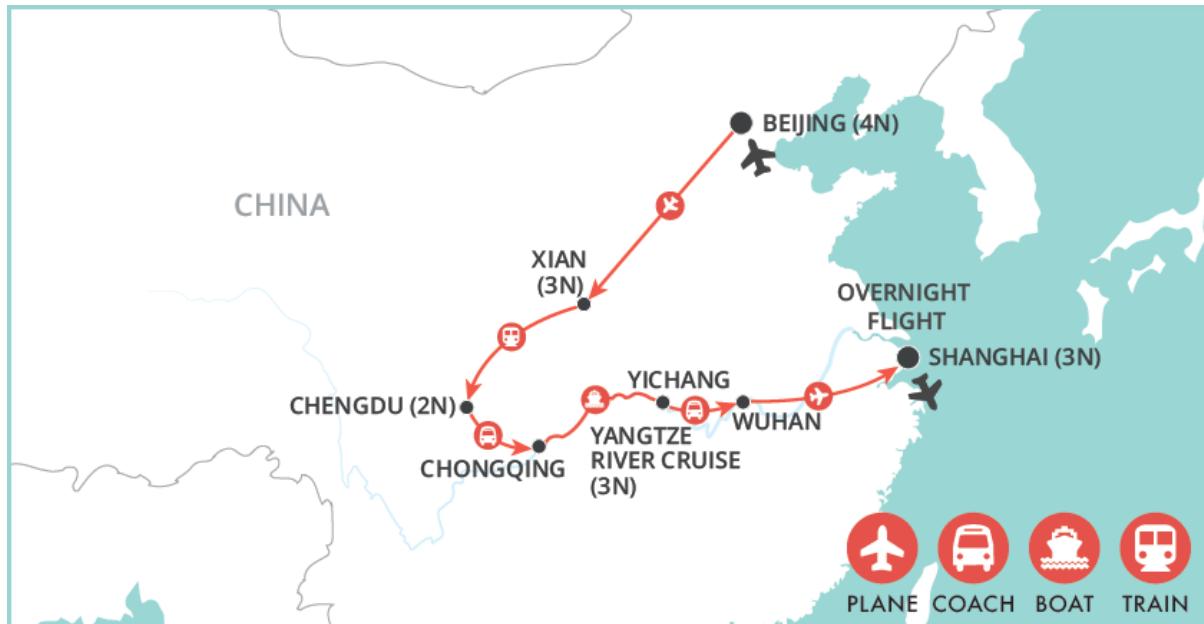 BEIJING (4N)
CHINA
XIAN
(3N)
OVERNIGHT
FLIGHT
SHANGHAI (3N)
YICHANG
CHENGDU (2N)
WUHAN
YANGTZE
RIVER CRUISE
(3N)
CHONGQING
PLANE
COACH
BOAT
TRAIN